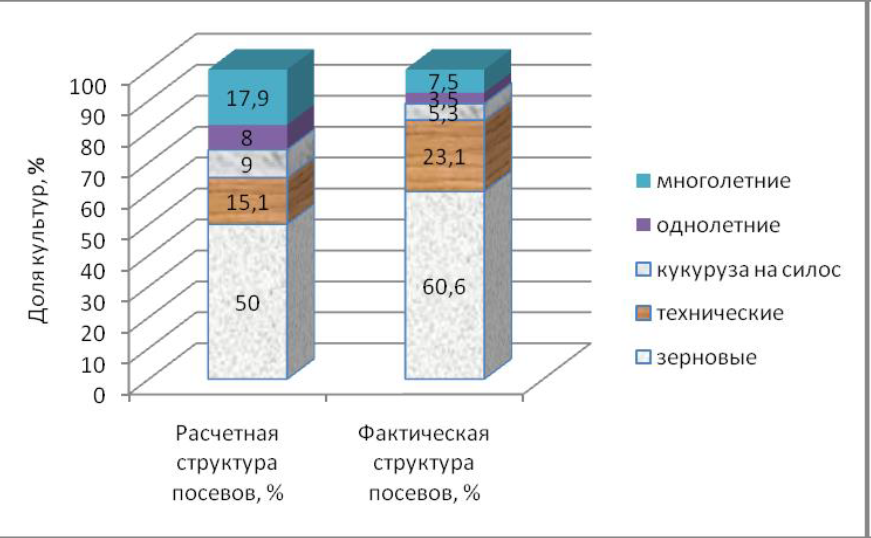 Доля культур, %
100
90
80
70
60
50
40
30
20
10
0
17,9
8
9
15,1
50
7,5
3,5
5,3
23,1
60,6
Расчетная
структура
посевов, %
Фактическая
структура
посевов, %
многолетние
однолетние
кукуруза на силос
технические
зерновые